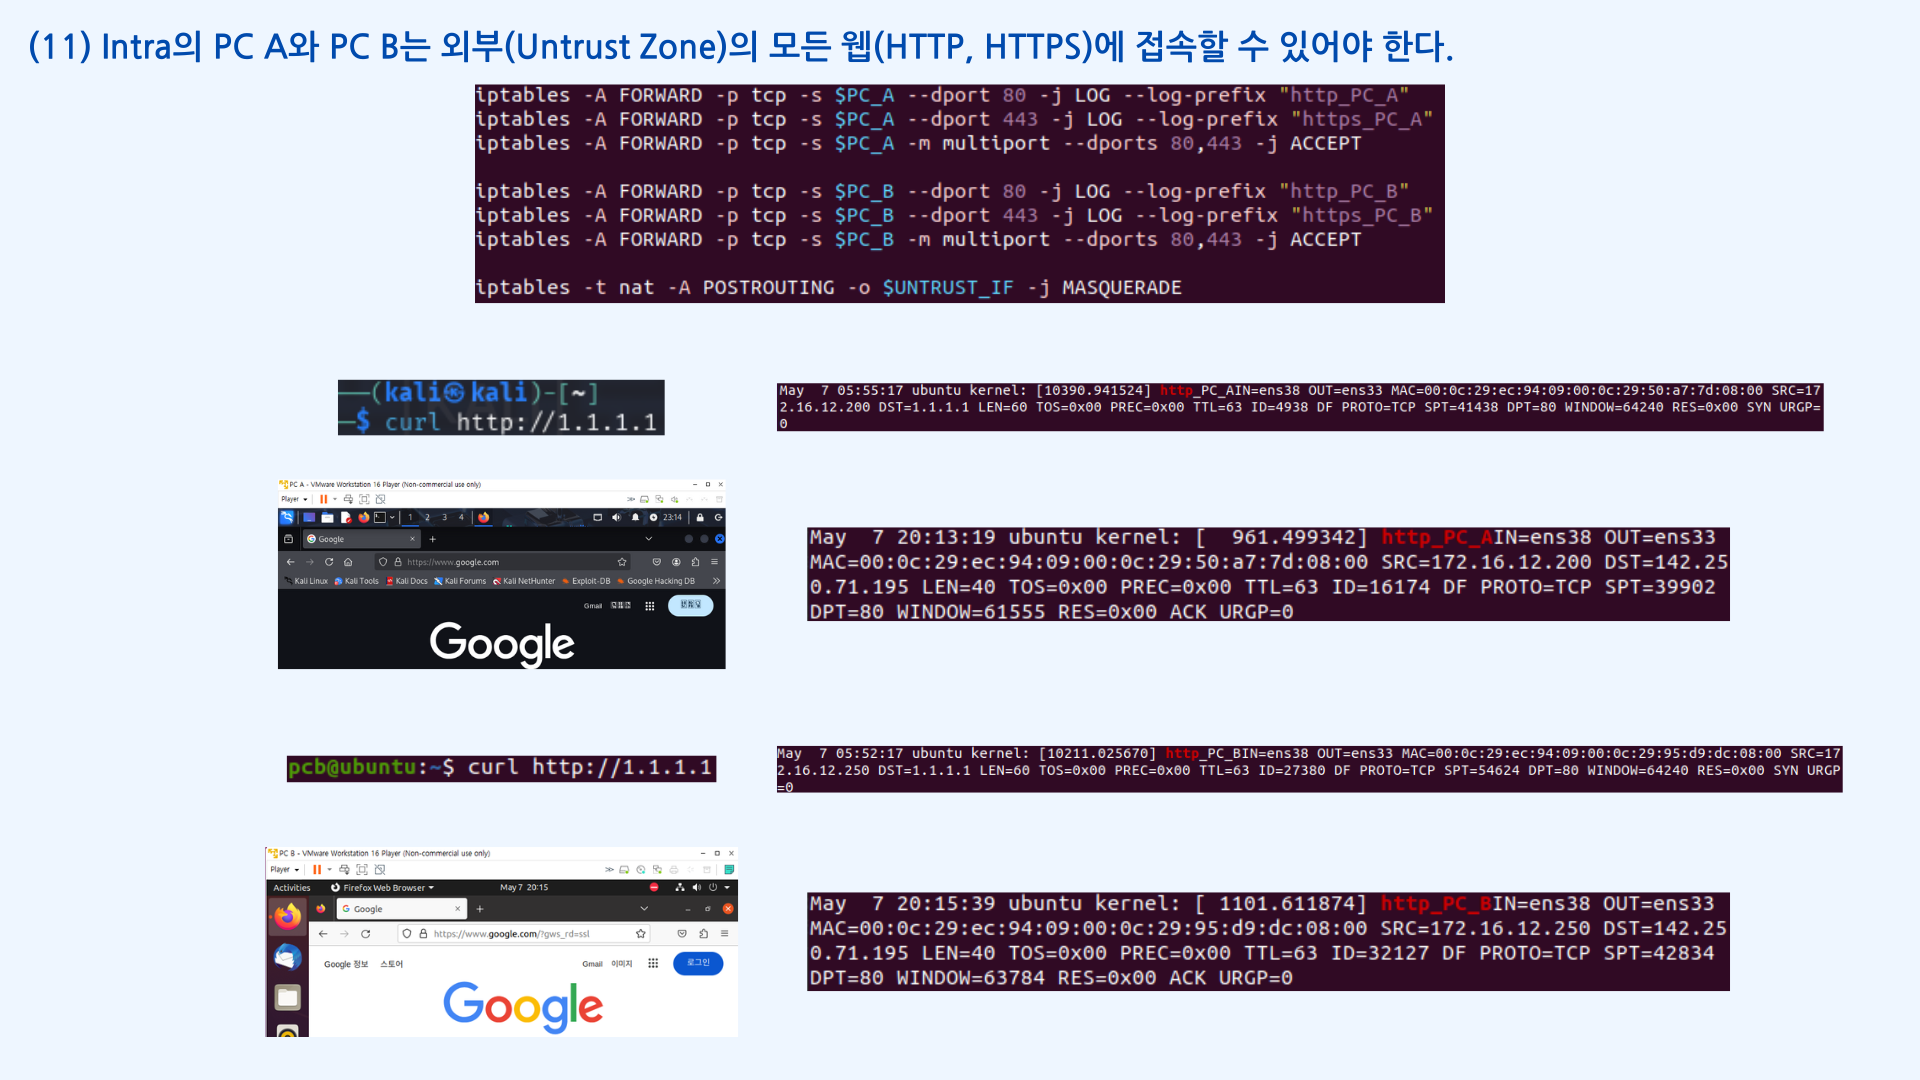 (11) Intra의 PC A와 PC B는 외부(Untrust Zone)의 모든 웹(HTTP, HTTPS)에 접속할 수 있어야 한다.
iptables -A FORWARD -p tcp -s $PC_A --dport 80 -j LOG --log-prefix "http_PC_A"
iptables -A FORWARD -p tcp -s $PC_A --dport 443 -j LOG --log-prefix "https_PC_A"
iptables -A FORWARD -p tcp -s $PC_A -m multiport --dports 80,443 -j ACCEPT
iptables -A FORWARD -p tcp -s $PC_B --dport 80 -j LOG --log-prefix "http_PC_B"
iptables -A FORWARD -p tcp -s $PC_B --dport 443 -j LOG --log-prefix "https_PC_B"
iptables -A FORWARD -p tcp -s $PC_B -m multiport --dports 80,443 -j ACCEPT
iptables -t nat -A POSTROUTING -o $UNTRUST_IF -j MASQUERADE
(kali㉿kali)-[~]
$ curl http://1.1.1.1
May  7 05:55:17 ubuntu kernel: [10390.941524] http_PC_AIN=ens38 OUT=ens33 MAC=00:0c:29:ec:94:09:00:0c:29:50:a7:7d:08:00 SRC=17
2.16.12.200 DST=1.1.1.1 LEN=60 TOS=0x00 PREC=0x00 TTL=63 ID=4938 DF PROTO=TCP SPT=41438 DPT=80 WINDOW=64240 RES=0x00 SYN URGP=
0
PC A - VMware Workstation 16 Player (Non-commercial use only)
Player
1 2 3 4 23:14
Google
https://www.google.com
Kali Linux Kali Tools Kali Docs Kali Forums Kali NetHunter Exploit-DB Google Hacking DB
Gmail
Google
May  7 20:13:19 ubuntu kernel: [  961.499342] http_PC_AIN=ens38 OUT=ens33
MAC=00:0c:29:ec:94:09:00:0c:29:50:a7:7d:08:00 SRC=172.16.12.200 DST=142.25
0.71.195 LEN=40 TOS=0x00 PREC=0x00 TTL=63 ID=16174 DF PROTO=TCP SPT=39902
DPT=80 WINDOW=61555 RES=0x00 ACK URGP=0
pcb@ubuntu:~$ curl http://1.1.1.1
May  7 05:52:17 ubuntu kernel: [10211.025670] http_PC_BIN=ens38 OUT=ens33 MAC=00:0c:29:ec:94:09:00:0c:29:95:d9:dc:08:00 SRC=17
2.16.12.250 DST=1.1.1.1 LEN=60 TOS=0x00 PREC=0x00 TTL=63 ID=27380 DF PROTO=TCP SPT=54624 DPT=80 WINDOW=64240 RES=0x00 SYN URGP
=0
PC B - VMware Workstation 16 Player (Non-commercial use only)
Player
Activities Firefox Web Browser May 7 20:15
Google
https://www.google.com/?gws_rd=ssl
Google 정보 스토어 Gmail 이미지 로그인
Google
May  7 20:15:39 ubuntu kernel: [ 1101.611874] http_PC_BIN=ens38 OUT=ens33
MAC=00:0c:29:ec:94:09:00:0c:29:95:d9:dc:08:00 SRC=172.16.12.250 DST=142.25
0.71.195 LEN=40 TOS=0x00 PREC=0x00 TTL=63 ID=32127 DF PROTO=TCP SPT=42834
DPT=80 WINDOW=63784 RES=0x00 ACK URGP=0